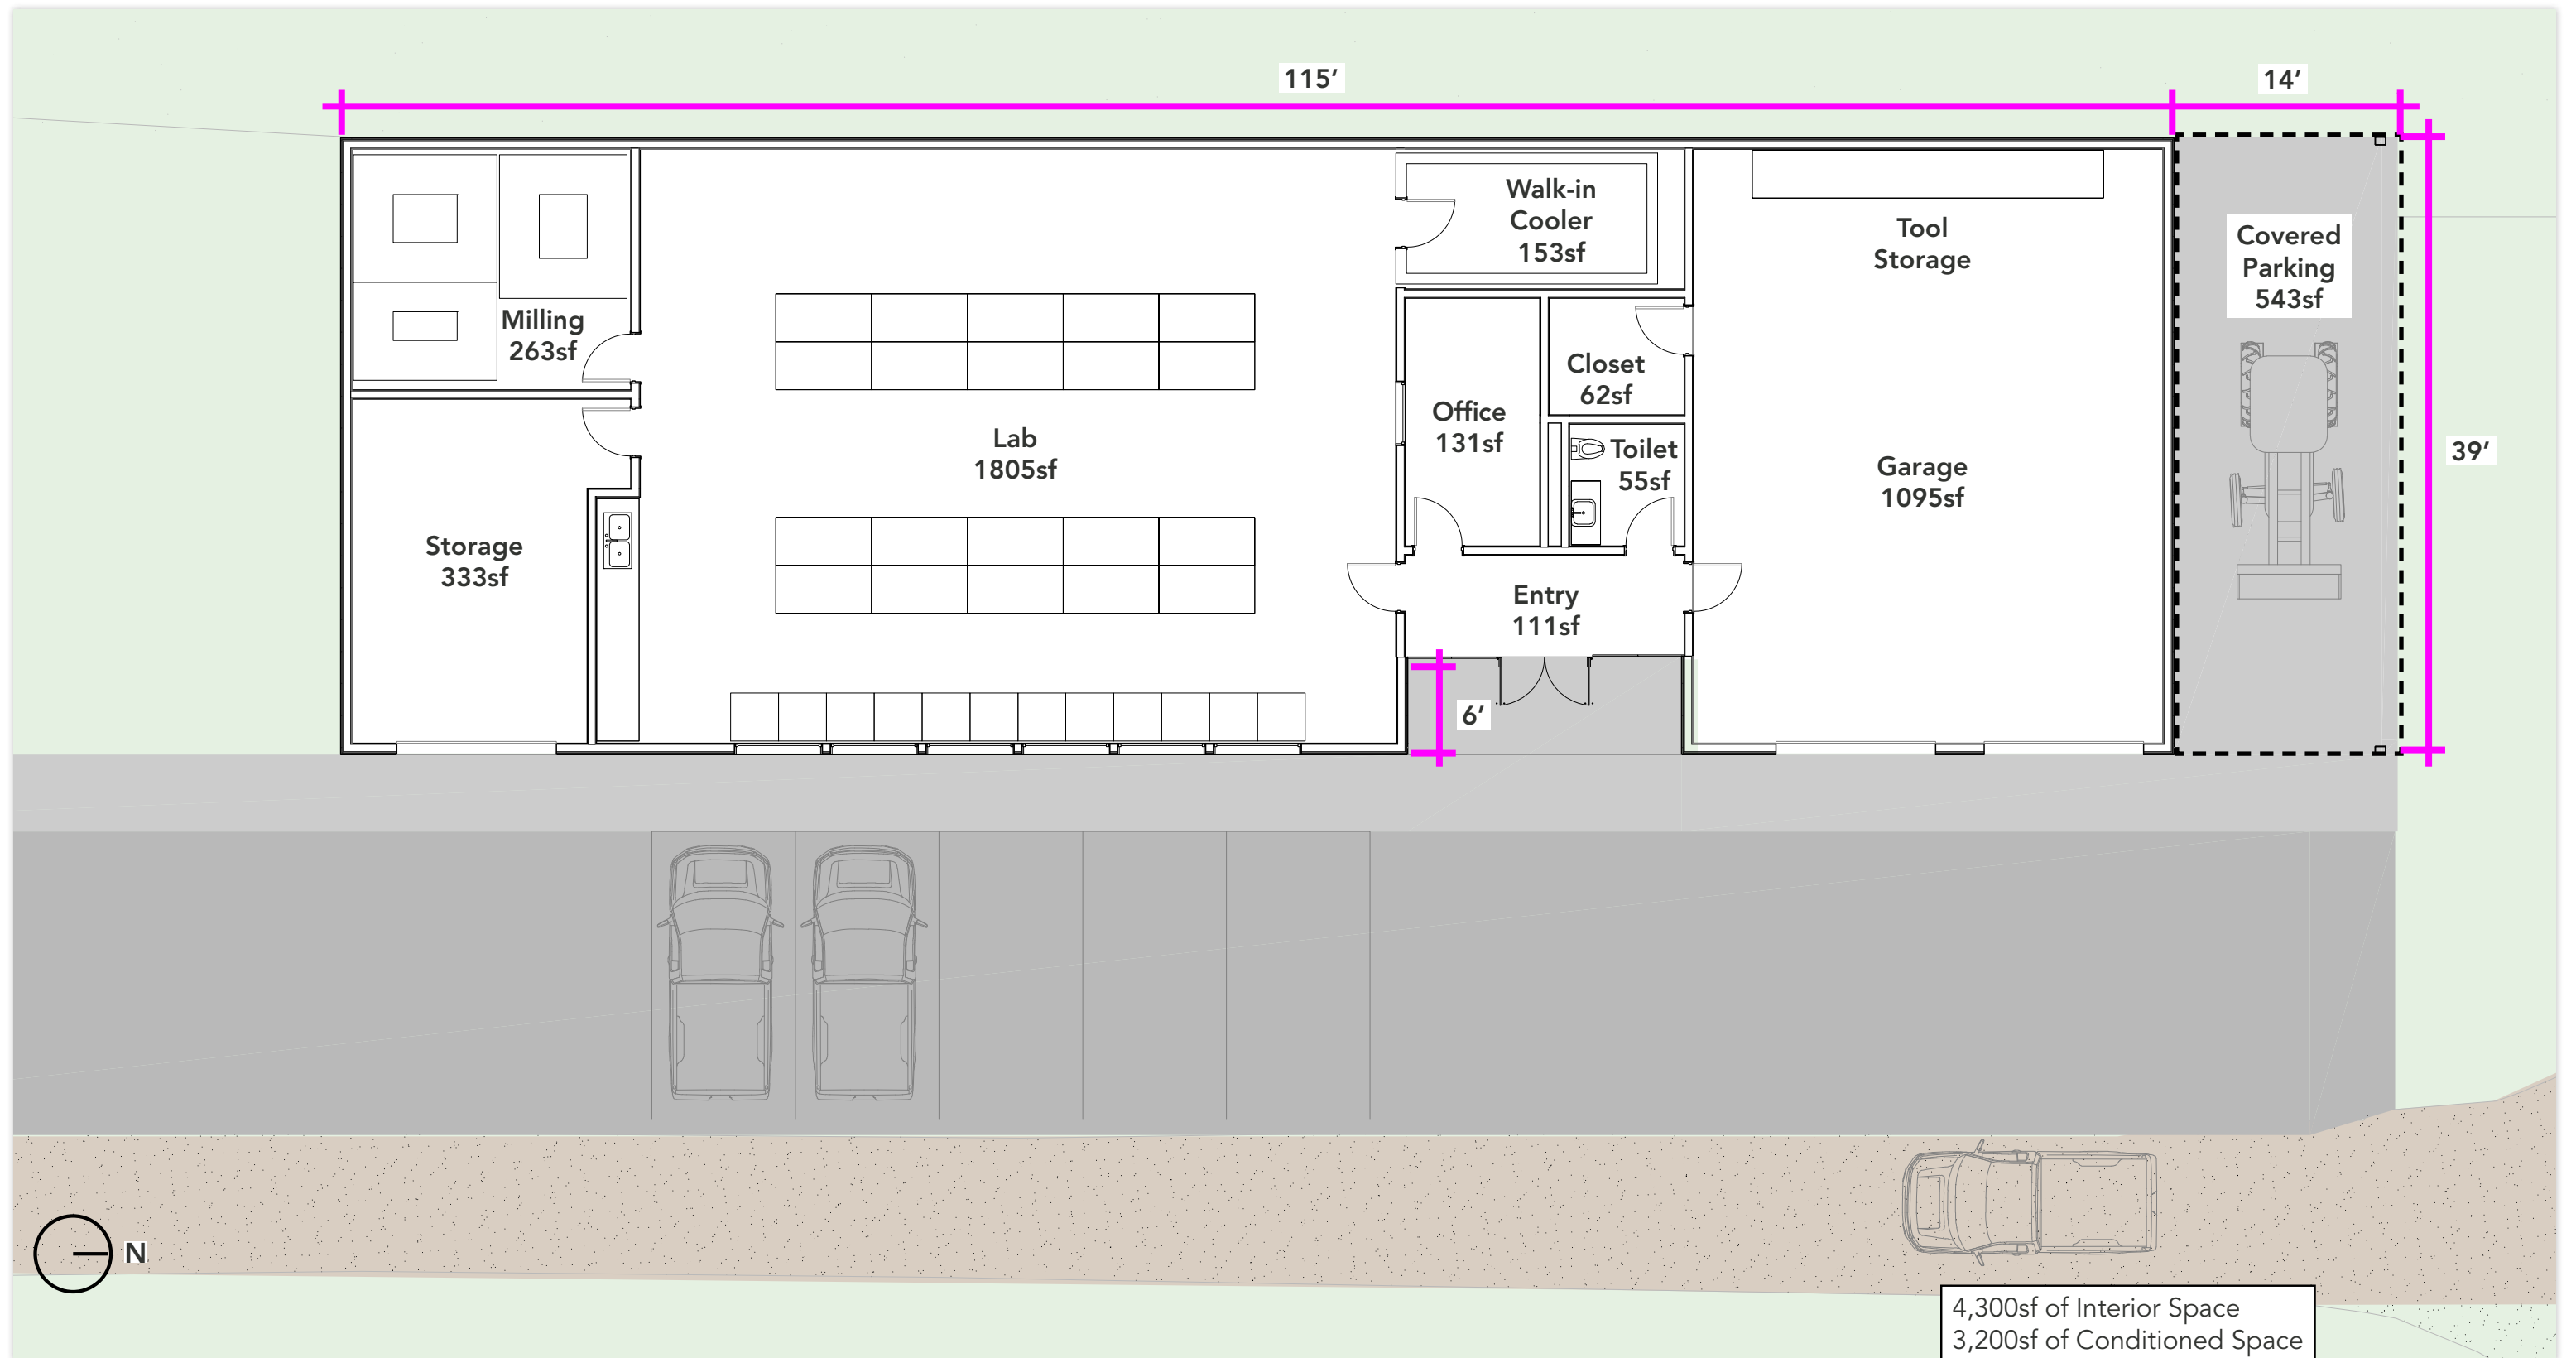 115’
14’
Walk-in
Cooler
153sf
Tool
Storage
Covered
Parking
543sf
Milling
263sf
Closet
62sf
Office
131sf
Lab
1805sf
Toilet
55sf
39’
Garage
1095sf
Storage
333sf
Entry
111sf
6’
N
4,300sf of Interior Space
3,200sf of Conditioned Space